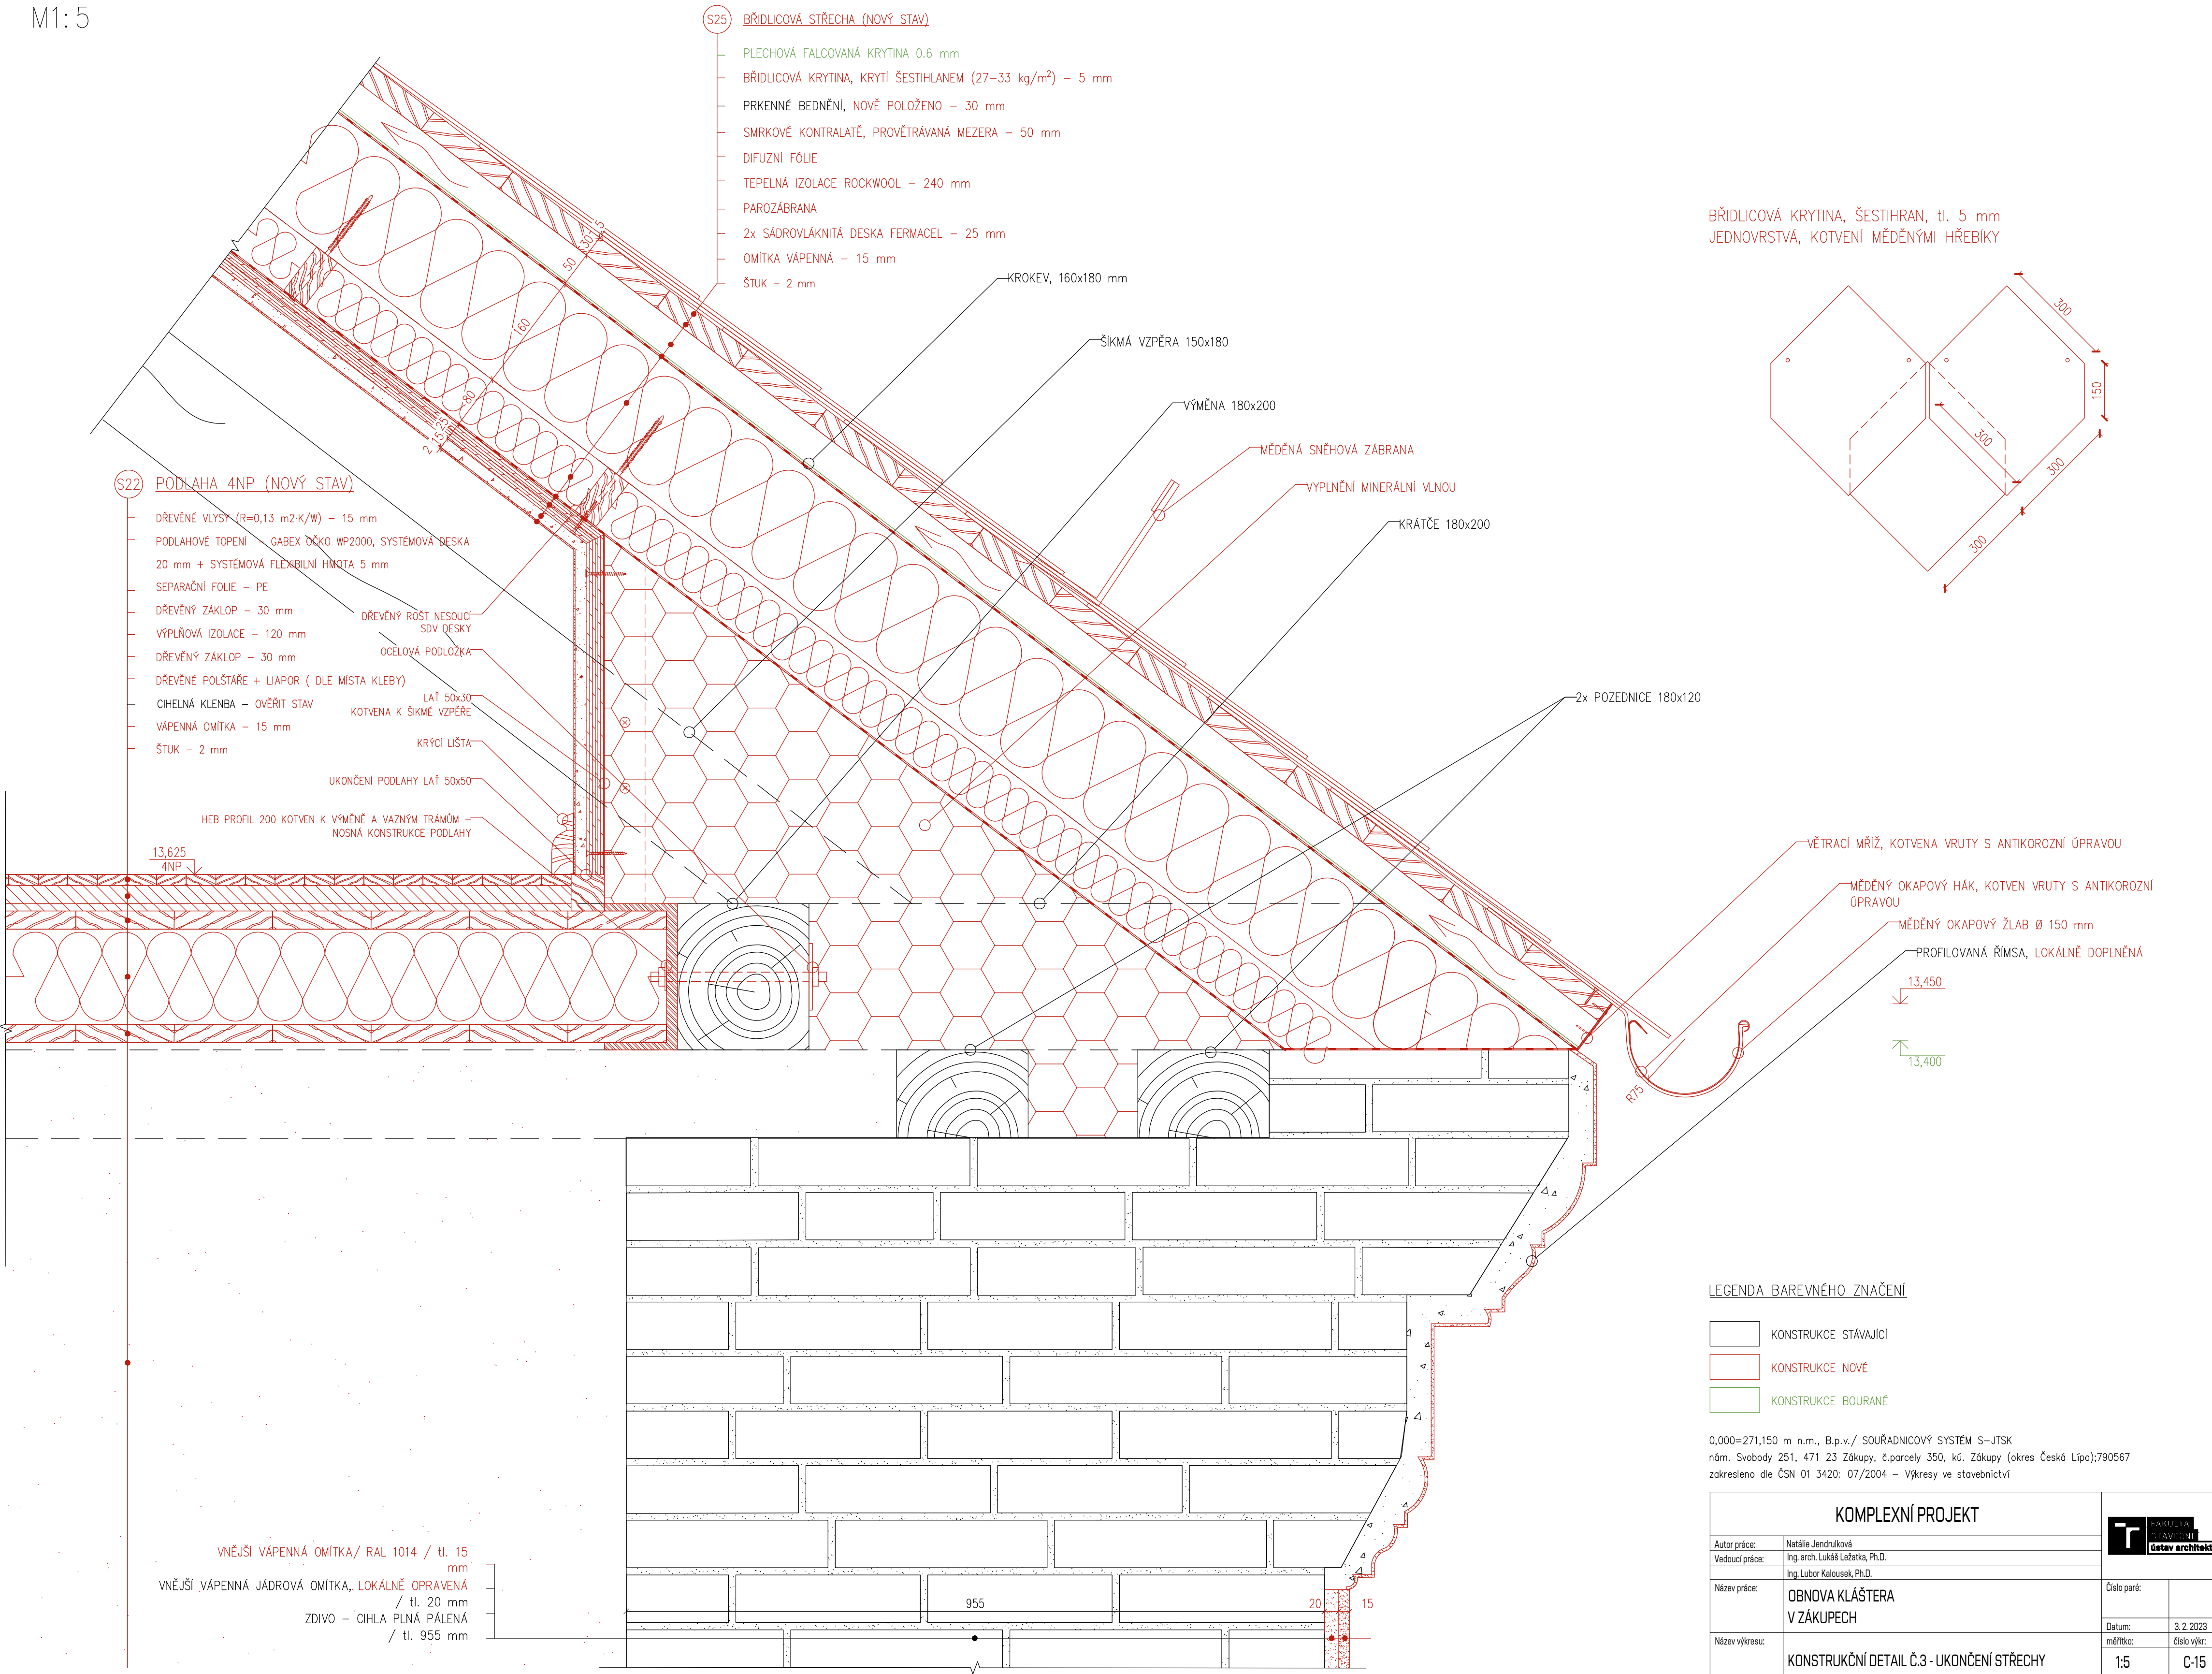 M1:5
S25 BŘIDLICOVÁ STŘECHA (NOVÝ STAV)
PLECHOVÁ FALCOVANÁ KRYTINA 0.6 mm
BŘIDLICOVÁ KRYTINA, KRYTÍ ŠESTIHLANEM (27-33 kg/m²) - 5 mm
PRKENNÉ BEDNĚNÍ, NOVĚ POLOŽENO - 30 mm
SMRKOVÉ KONTRALATĚ, PROVĚTRÁVANÁ MEZERA - 50 mm
DIFUZNÍ FÓLIE
TEPELNÁ IZOLACE ROCKWOOL - 240 mm
PAROZÁBRANA
2x SÁDROVLÁKNITÁ DESKA FERMACEL - 25 mm
OMÍTKA VÁPENNÁ - 15 mm
ŠTUK - 2 mm
5
30
50
160
80
25
15
2
KROKEV, 160x180 mm
ŠÍKMÁ VZPĚRA 150x180
VÝMĚNA 180x200
MĚDĚNÁ SNĚHOVÁ ZÁBRANA
VYPLNĚNÍ MINERÁLNÍ VLNOU
KRÁTČE 180x200
2x POZEDNICE 180x120
BŘIDLICOVÁ KRYTINA, ŠESTIHRAN, tl. 5 mm
JEDNOVRSTVÁ, KOTVENÍ MĚDĚNÝMI HŘEBÍKY
300
150
300
300
300
S22 PODLAHA 4NP (NOVÝ STAV)
DŘEVĚNÉ VLYSY (R=0,13 m2·K/W) - 15 mm
PODLAHOVÉ TOPENÍ - GABEX OČKO WP2000, SYSTÉMOVÁ DESKA
20 mm + SYSTÉMOVÁ FLEXIBILNÍ HMOTA 5 mm
SEPARAČNÍ FOLIE - PE
DŘEVĚNÝ ZÁKLOP - 30 mm
VÝPLŇOVÁ IZOLACE - 120 mm
DŘEVĚNÝ ZÁKLOP - 30 mm
DŘEVĚNÉ POLŠTÁŘE + LIAPOR ( DLE MÍSTA KLEBY)
CIHELNÁ KLENBA - OVĚŘIT STAV
VÁPENNÁ OMÍTKA - 15 mm
ŠTUK - 2 mm
DŘEVĚNÝ ROŠT NESOUCÍ
SDV DESKY
OCELOVÁ PODLOŽKA
LAŤ 50x30
KOTVENA K ŠIKMÉ VZPĚŘE
KRÝCÍ LIŠTA
UKONČENÍ PODLAHY LAŤ 50x50
HEB PROFIL 200 KOTVEN K VÝMĚNĚ A VAZNÝM TRÁMŮM -
NOSNÁ KONSTRUKCE PODLAHY
13,625
4NP
VĚTRACÍ MŘÍŽ, KOTVENA VRUTY S ANTIKOROZNÍ ÚPRAVOU
MĚDĚNÝ OKAPOVÝ HÁK, KOTVEN VRUTY S ANTIKOROZNÍ
ÚPRAVOU
MĚDĚNÝ OKAPOVÝ ŽLAB Ø 150 mm
PROFILOVANÁ ŘÍMSA, LOKÁLNĚ DOPLNĚNÁ
13,450
13,400
R75
VNĚJŠÍ VÁPENNÁ OMÍTKA/ RAL 1014 / tl. 15
mm
VNĚJŠÍ VÁPENNÁ JÁDROVÁ OMÍTKA, LOKÁLNĚ OPRAVENÁ
/ tl. 20 mm
ZDIVO - CIHLA PLNÁ PÁLENÁ
/ tl. 955 mm
955
20
15
LEGENDA BAREVNÉHO ZNAČENÍ
KONSTRUKCE STÁVAJÍCÍ
KONSTRUKCE NOVÉ
KONSTRUKCE BOURANÉ
0,000=271,150 m n.m., B.p.v./ SOUŘADNICOVÝ SYSTÉM S-JTSK
nám. Svobody 251, 471 23 Zákupy, č.parcely 350, kú. Zákupy (okres Česká Lípa);790567
zakresleno dle ČSN 01 3420: 07/2004 - Výkresy ve stavebnictví
KOMPLEXNÍ PROJEKT
FAKULTA
STAVEBNÍ
ústav architekt
Autor práce: Natálie Jendrulková
Vedoucí práce: Ing. arch. Lukáš Ležatka, Ph.D.
Ing. Lubor Kalousek, Ph.D.
Název práce: OBNOVA KLÁŠTERA
V ZÁKUPECH
Číslo paré:
Datum: 3. 2. 2023
Název výkresu: KONSTRUKČNÍ DETAIL Č.3 - UKONČENÍ STŘECHY
měřítko: 1:5
číslo výkr: C-15